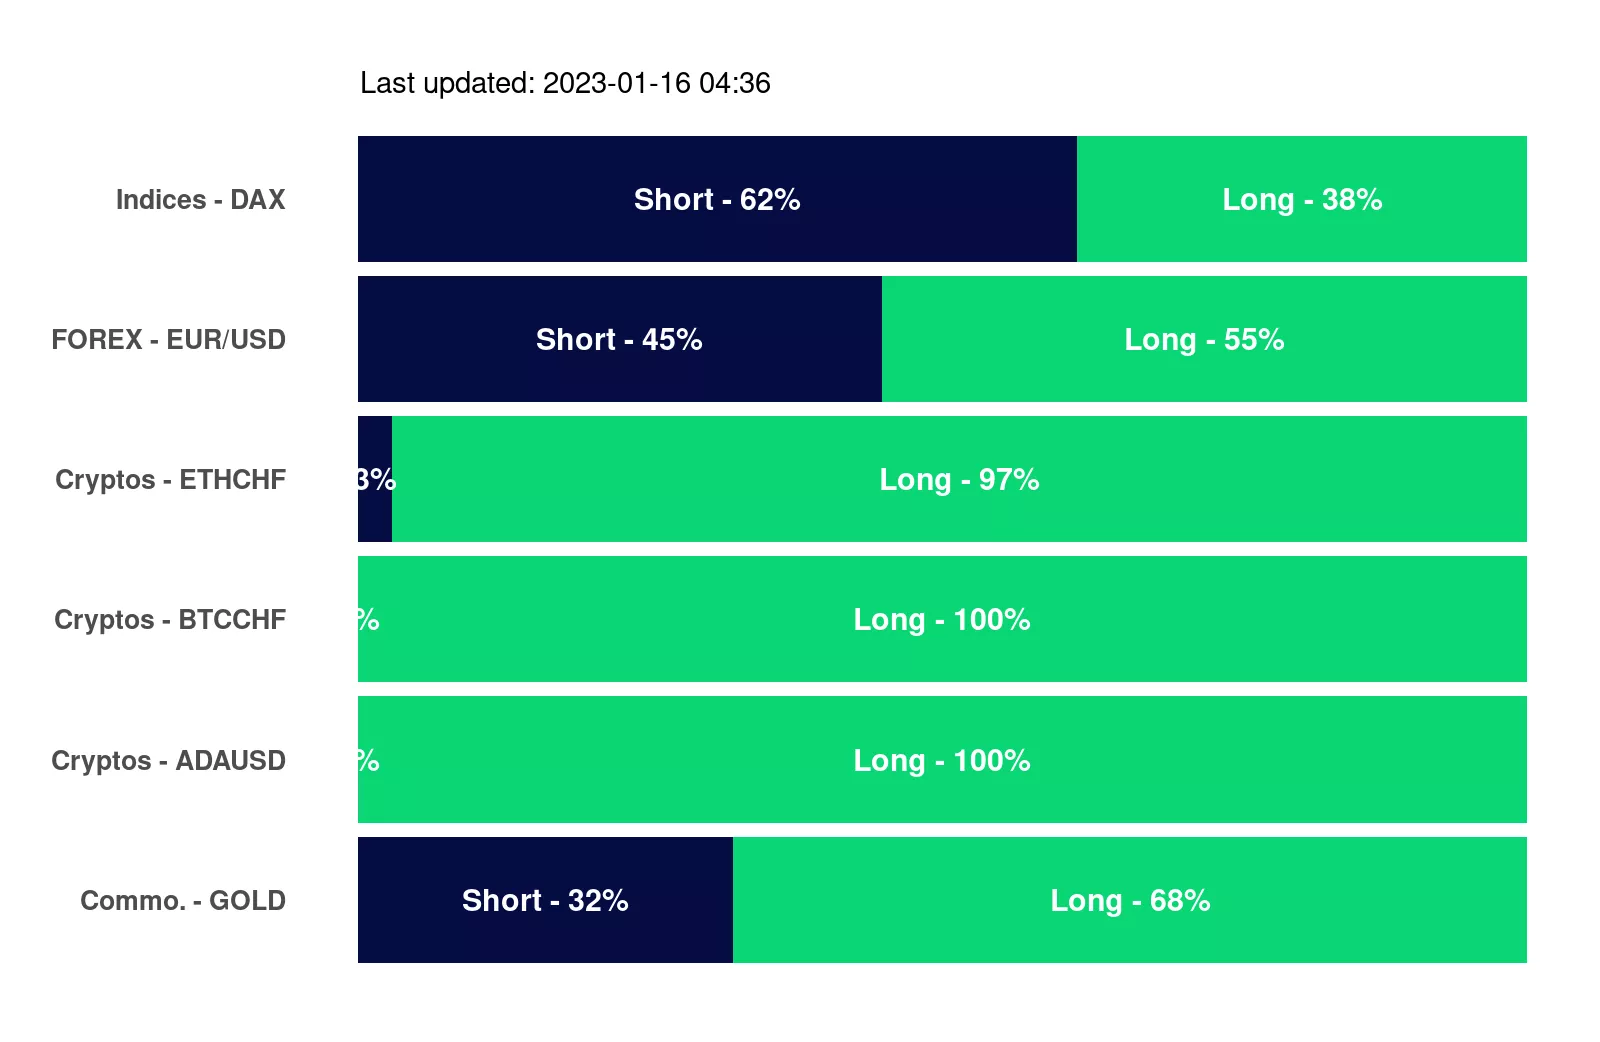 Last updated: 2023-01-16 04:36
Indices - DAX Short - 62% Long - 38%
FOREX - EUR/USD Short - 45% Long - 55%
Cryptos - ETHCHF 3% Long - 97%
Cryptos - BTCCHF % Long - 100%
Cryptos - ADAUSD % Long - 100%
Commo. - GOLD Short - 32% Long - 68%